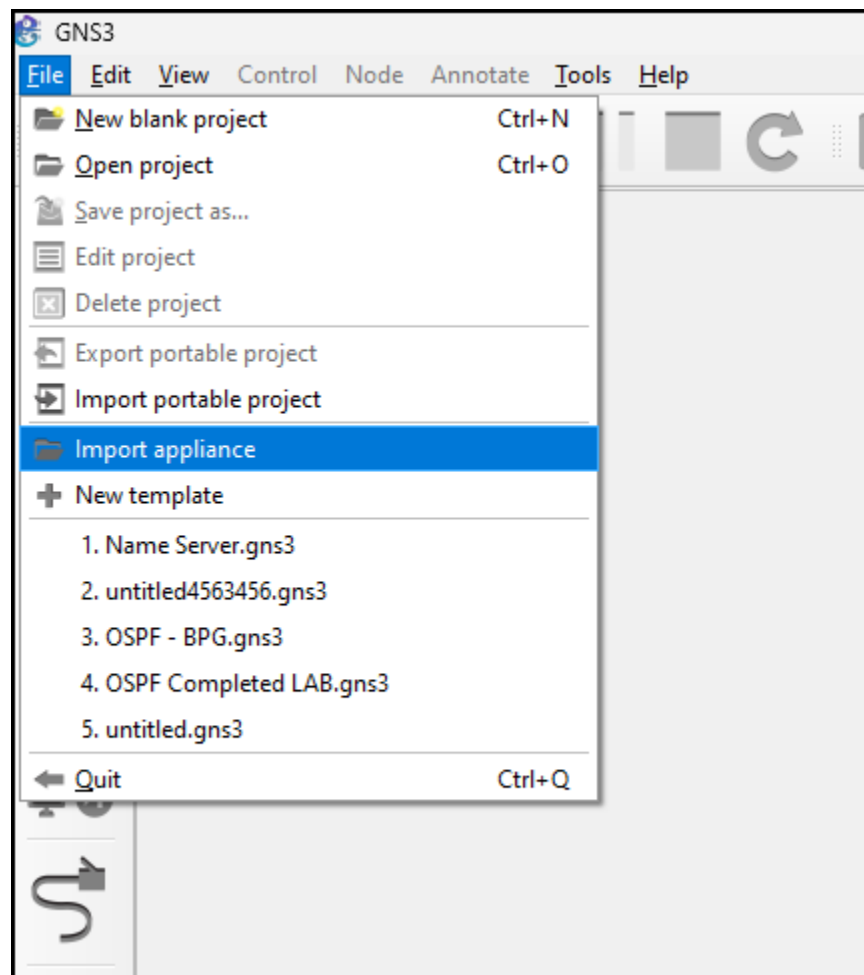 GNS3
File Edit View Control Node Annotate Tools Help
New blank project Ctrl+N
Open project Ctrl+O
Save project as...
Edit project
Delete project
Export portable project
Import portable project
Import appliance
New template
1. Name Server.gns3
2. untitled4563456.gns3
3. OSPF - BPG.gns3
4. OSPF Completed LAB.gns3
5. untitled.gns3
Quit Ctrl+Q